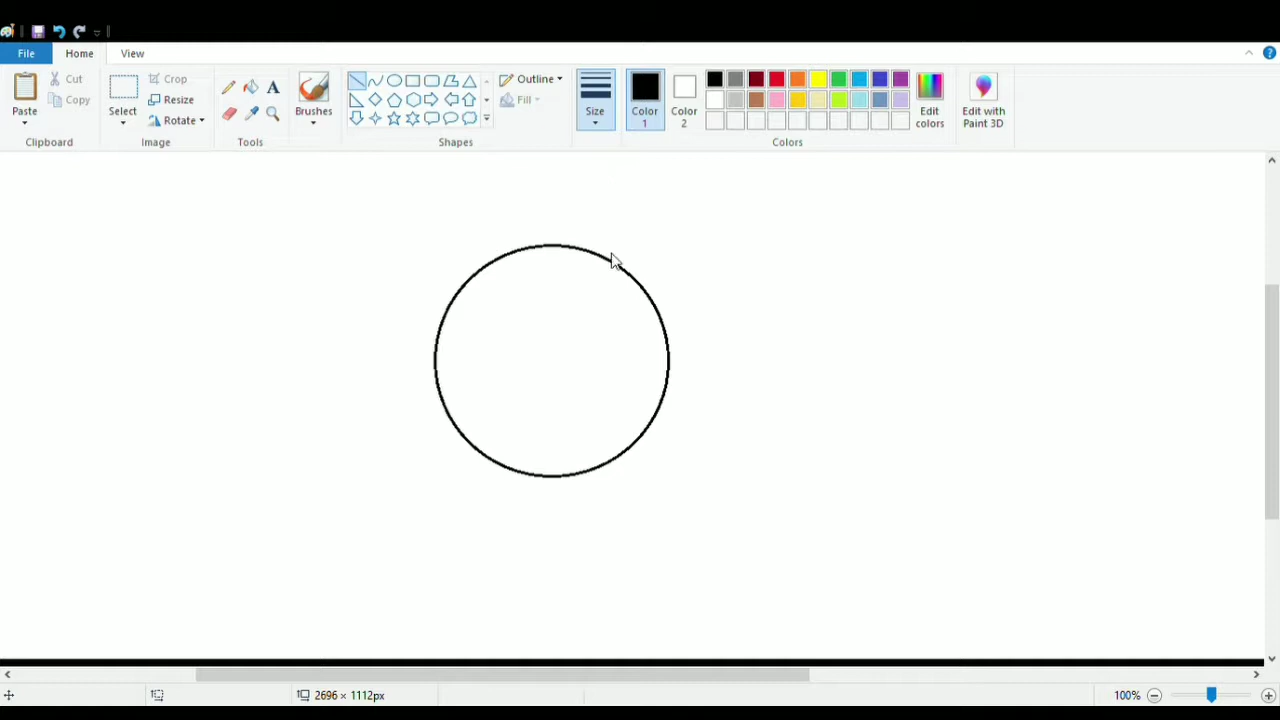 File Home View
Paste Cut Copy Clipboard
Select Crop Resize Rotate Image
A Tools
Brushes
Shapes Outline Fill
Size
Color 1 Color 2 Edit colors Colors
Edit with Paint 3D
2696 × 1112px 100%